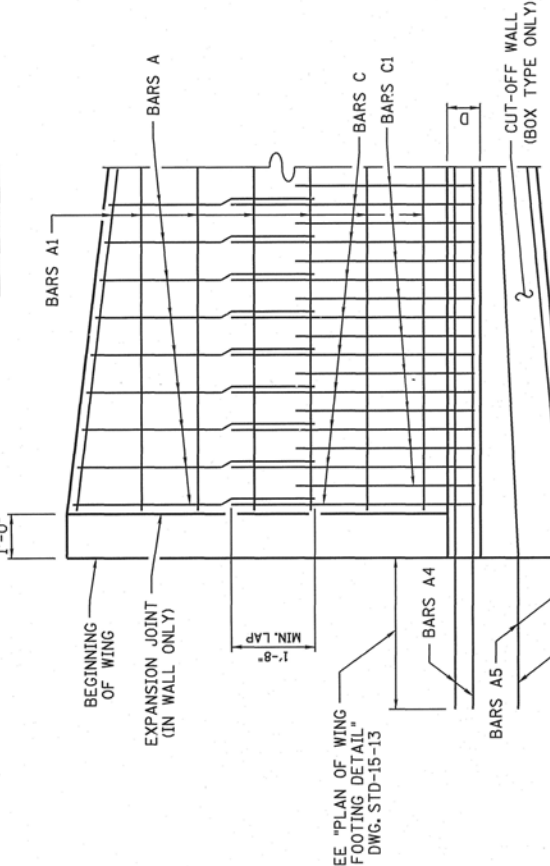 1'-0"
BEGINNING
OF WING
EXPANSION JOINT
(IN WALL ONLY)
BARS A1
BARS A
BARS C
BARS C1
D
CUT-OFF WALL
(BOX TYPE ONLY)
1'-8"
MIN. LAP
EE "PLAN OF WING
FOOTING DETAIL"
DWG. STD-15-13
BARS A4
BARS A5